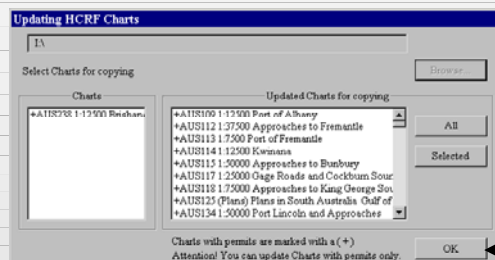 Updating HCRF Charts
I:\
Select Charts for copying
Browse...
Charts
+AUS238 1:12500 Brisban
Updated Charts for copying
+AUS109 1:12500 Port of Albany
+AUS112 1:37500 Approaches to Fremantle
+AUS113 1:7500 Port of Fremantle
+AUS114 1:12500 Kwinana
+AUS115 1:50000 Approaches to Bunbury
+AUS117 1:25000 Gage Roads and Cockburn Soun
+AUS118 1:75000 Approaches to King George Sou
+AUS125 (Plans) Plans in South Australia Gulf of
+AUS134 1:50000 Port Lincoln and Approaches
All
Selected
Charts with permits are marked with a (+)
Attention! You can update Charts with permits only.
OK